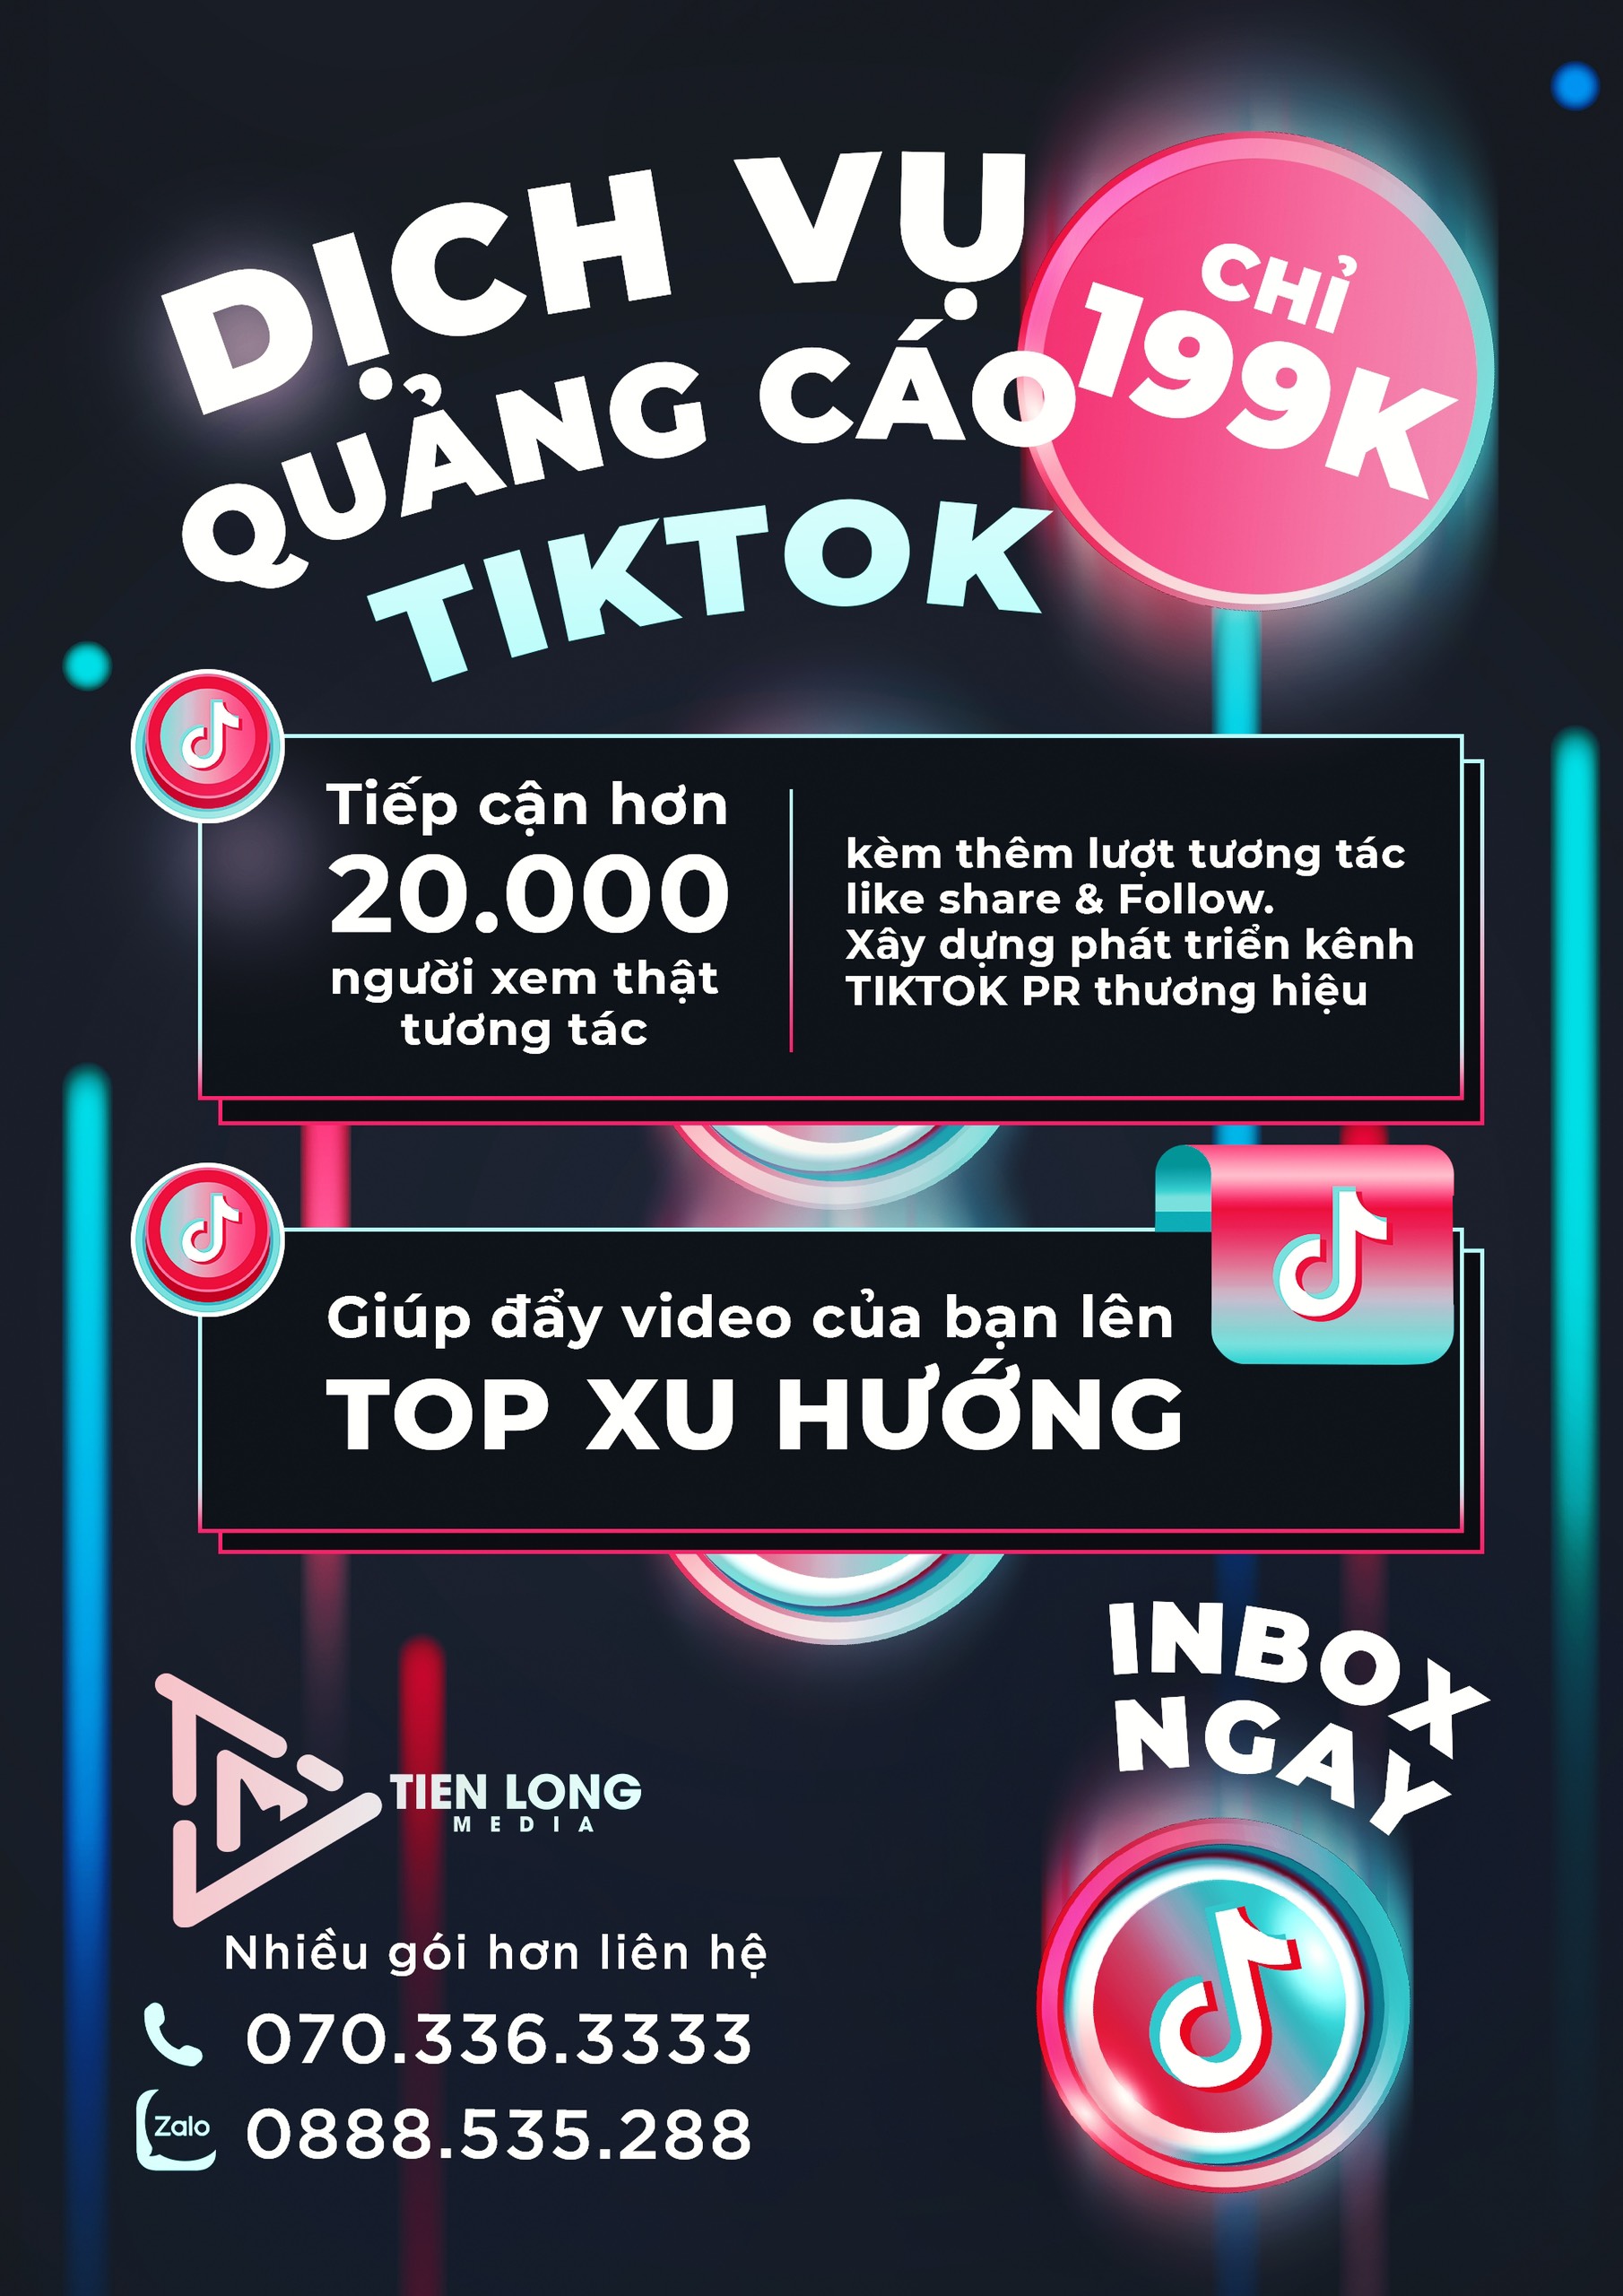 DỊCH VỤ
QUẢNG CÁO
TIKTOK
CHỈ
199K
Tiếp cận hơn
20.000
người xem thật
tương tác
kèm thêm lượt tương tác
like share & Follow.
Xây dựng phát triển kênh
TIKTOK PR thương hiệu
Giúp đẩy video của bạn lên
TOP XU HƯỚNG
INBOX
NGAY
TIEN LONG
MEDIA
Nhiều gói hơn liên hệ
070.336.3333
Zalo
0888.535.288